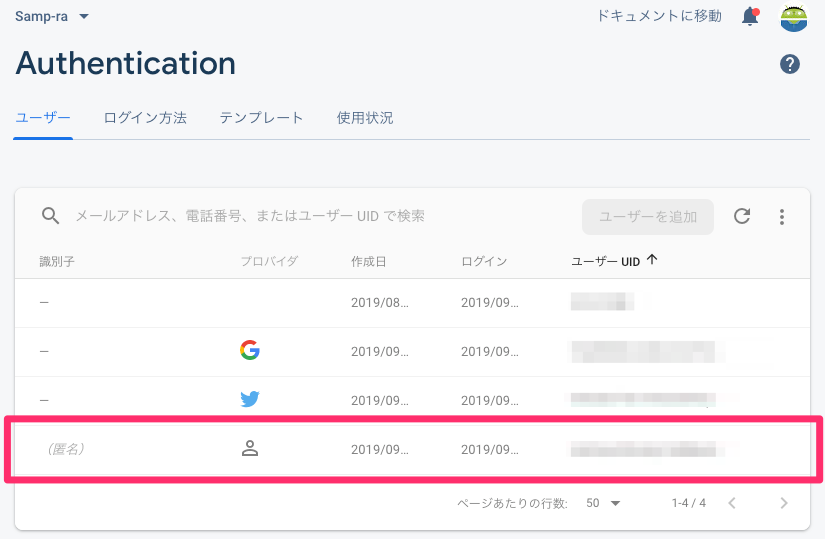 Samp-ra ドキュメントに移動
Authentication
ユーザー ログイン方法 テンプレート 使用状況
メールアドレス、電話番号、またはユーザー UID で検索 ユーザーを追加
識別子 プロバイダ 作成日 ログイン ユーザー UID
— 2019/08... 2019/09...
— 2019/09... 2019/09...
— 2019/09... 2019/09...
(匿名) 2019/09... 2019/09...
ページあたりの行数: 50 1-4 / 4